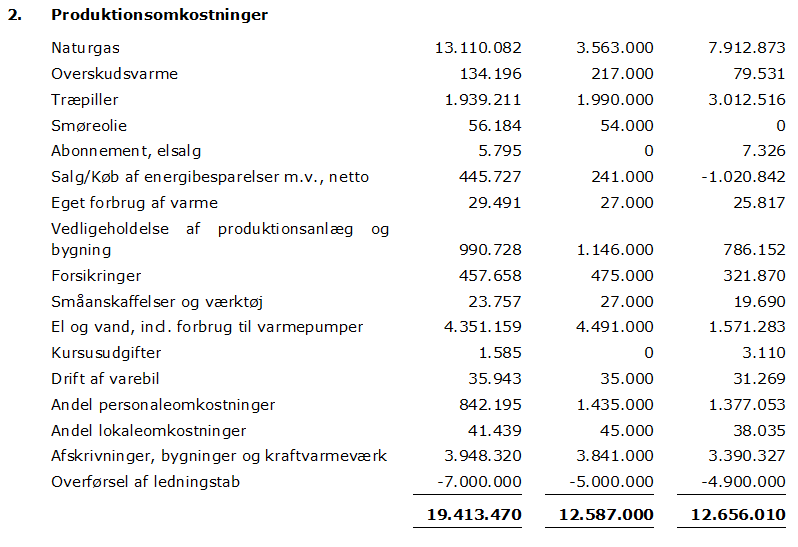 2. Produktionsomkostninger
Naturgas 13.110.082 3.563.000 7.912.873
Overskudsvarme 134.196 217.000 79.531
Træpiller 1.939.211 1.990.000 3.012.516
Smøreolie 56.184 54.000 0
Abonnement, elsalg 5.795 0 7.326
Salg/Køb af energibesparelser m.v., netto 445.727 241.000 -1.020.842
Eget forbrug af varme 29.491 27.000 25.817
Vedligeholdelse af produktionsanlæg og
bygning 990.728 1.146.000 786.152
Forsikringer 457.658 475.000 321.870
Småanskaffelser og værktøj 23.757 27.000 19.690
El og vand, incl. forbrug til varmepumper 4.351.159 4.491.000 1.571.283
Kursusudgifter 1.585 0 3.110
Drift af varebil 35.943 35.000 31.269
Andel personaleomkostninger 842.195 1.435.000 1.377.053
Andel lokaleomkostninger 41.439 45.000 38.035
Afskrivninger, bygninger og kraftvarmeværk 3.948.320 3.841.000 3.390.327
Overførsel af ledningstab -7.000.000 -5.000.000 -4.900.000
19.413.470 12.587.000 12.656.010